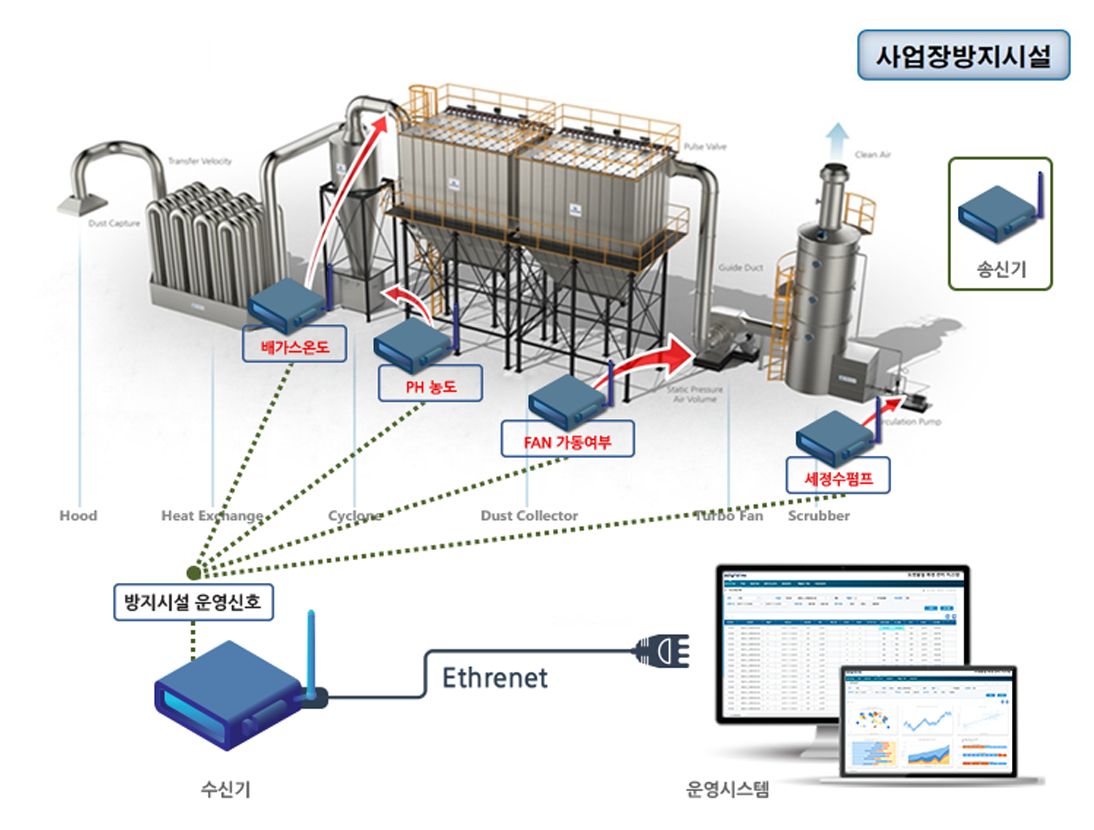 사업장방지시설
Transfer Velocity
Dust Capture
Pulse Valve
Clean Air
송신기
Guide Duct
배가스온도
PH 농도
Static Pressure
Air Volume
FAN 가동여부
Circulation Pump
세정수펌프
Hood
Heat Exchange
Cyclone
Dust Collector
Turbo Fan
Scrubber
방지시설 운영신호
Ethrenet
수신기
운영시스템